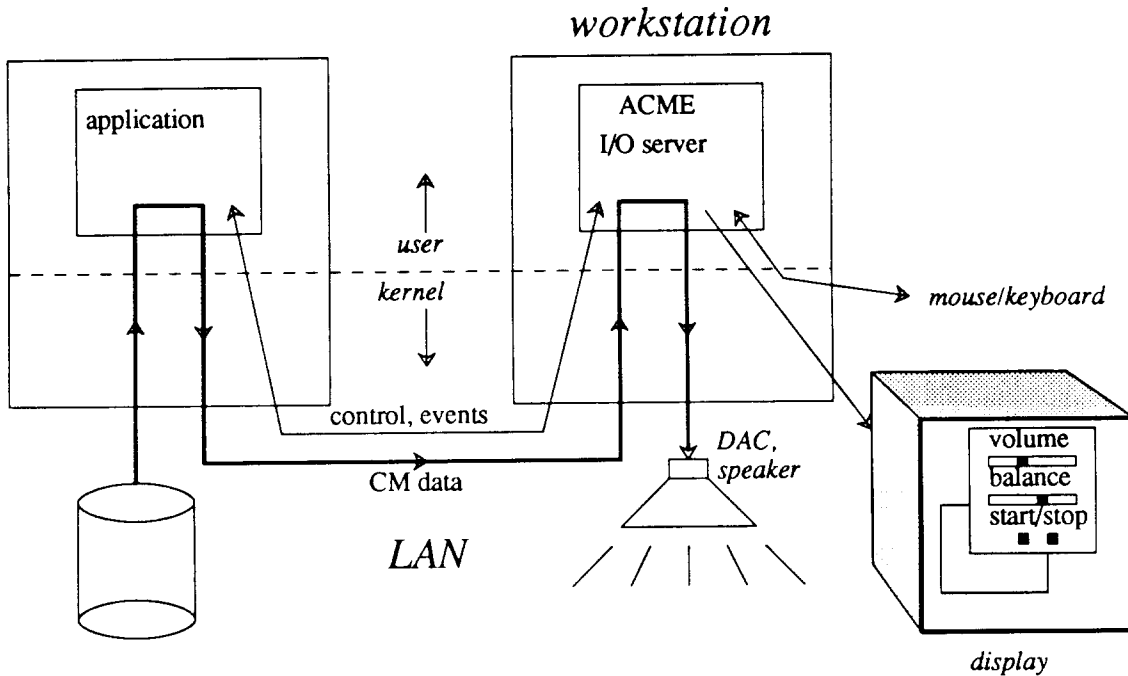 workstation
application
ACME
I/O server
user
kernel
mouse/keyboard
control, events
CM data
DAC,
speaker
LAN
volume
balance
start/stop
display